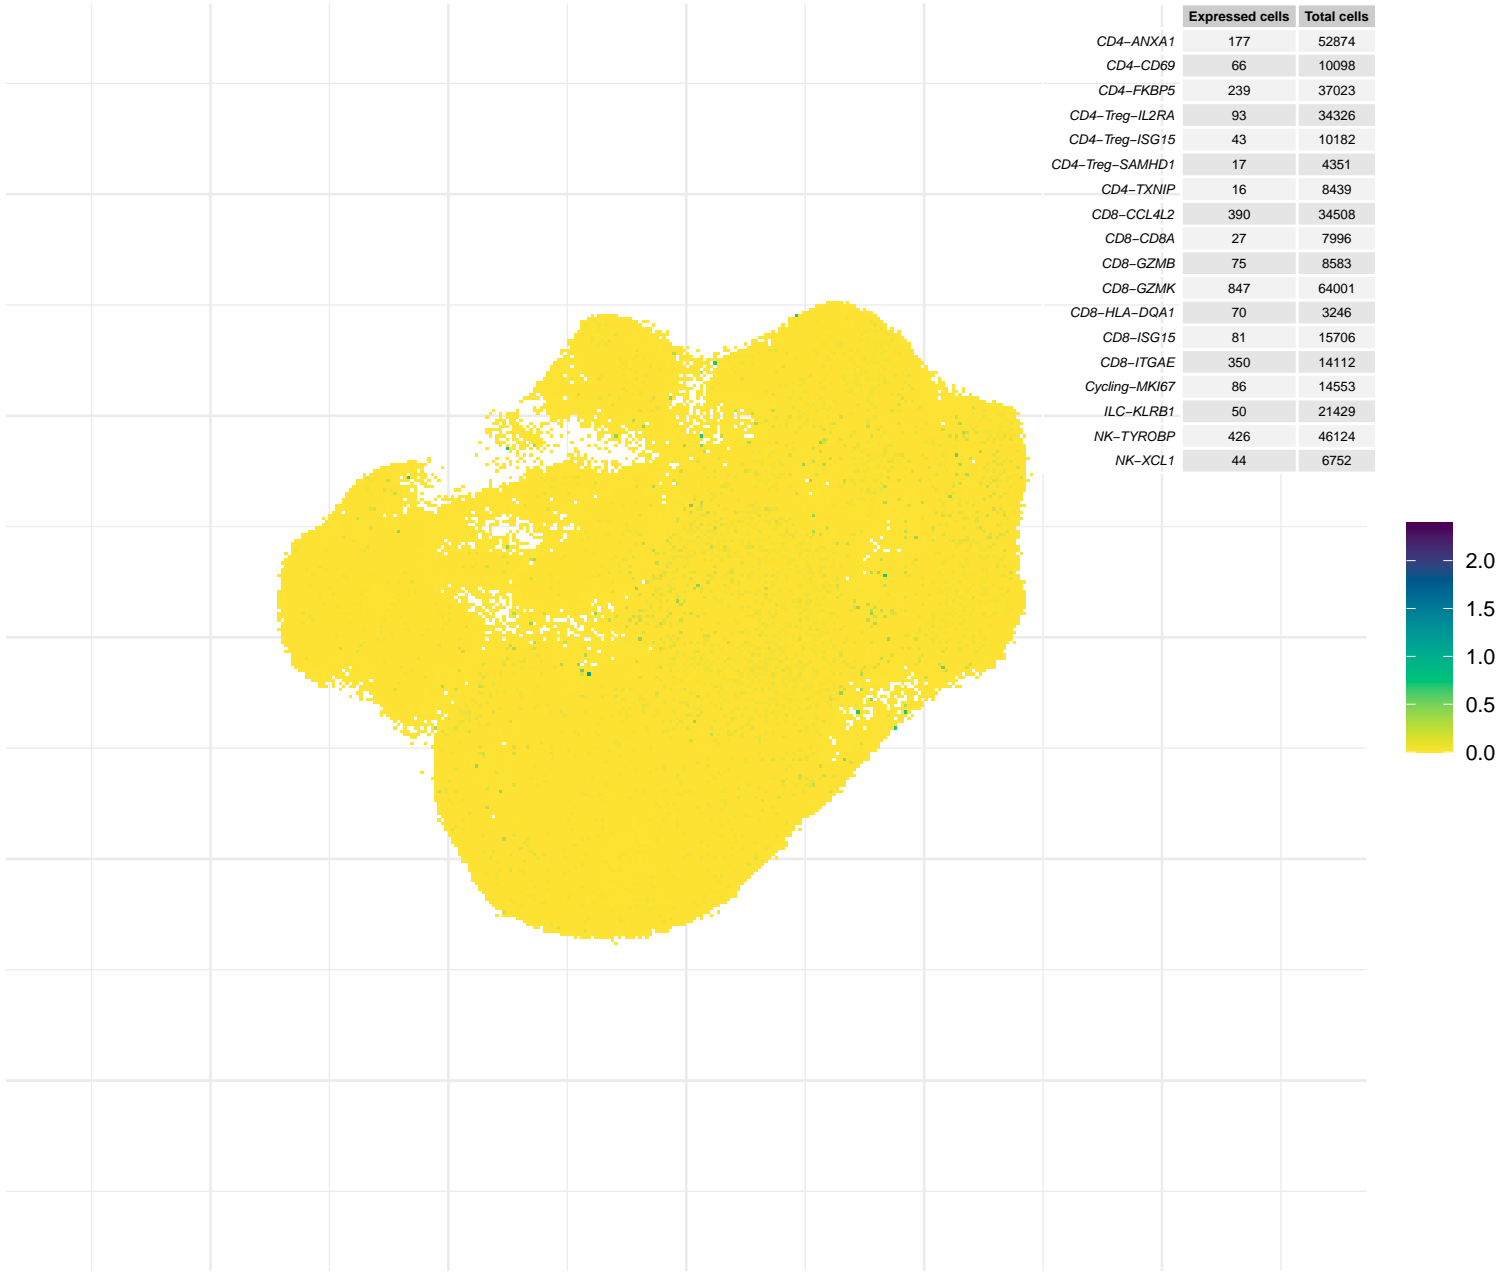 Expressed cells Total cells
CD4−ANXA1 177 52874
CD4−CD69 66 10098
CD4−FKBP5 239 37023
CD4−Treg−IL2RA 93 34326
CD4−Treg−ISG15 43 10182
CD4−Treg−SAMHD1 17 4351
CD4−TXNIP 16 8439
CD8−CCL4L2 390 34508
CD8−CD8A 27 7996
CD8−GZMB 75 8583
CD8−GZMK 847 64001
CD8−HLA−DQA1 70 3246
CD8−ISG15 81 15706
CD8−ITGAE 350 14112
Cycling−MKI67 86 14553
ILC−KLRB1 50 21429
NK−TYROBP 426 46124
NK−XCL1 44 6752
2.0
1.5
1.0
0.5
0.0